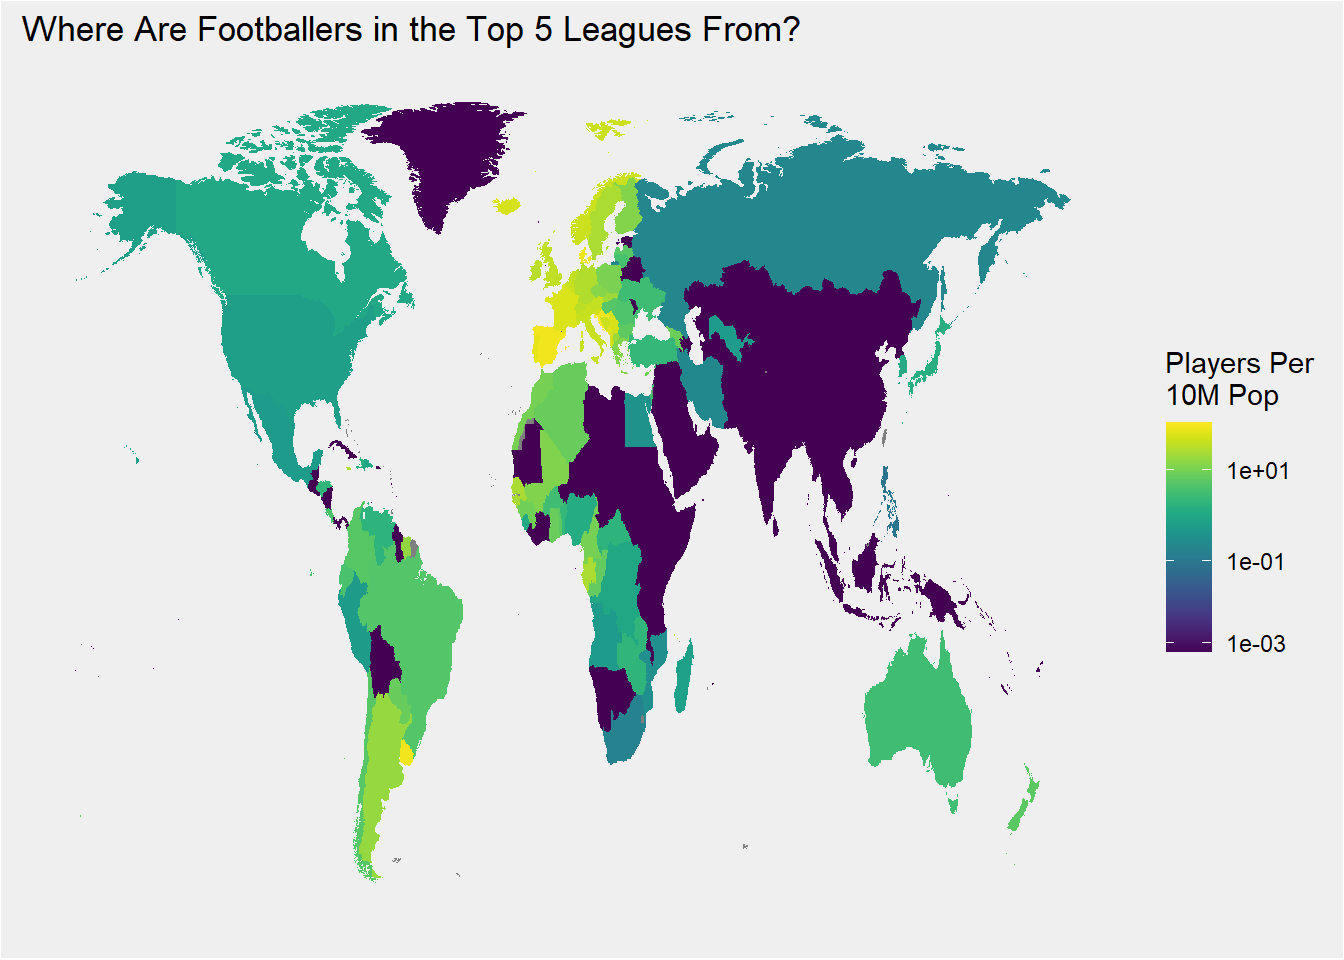 Where Are Footballers in the Top 5 Leagues From?
Players Per
10M Pop
1e+01
1e-01
1e-03